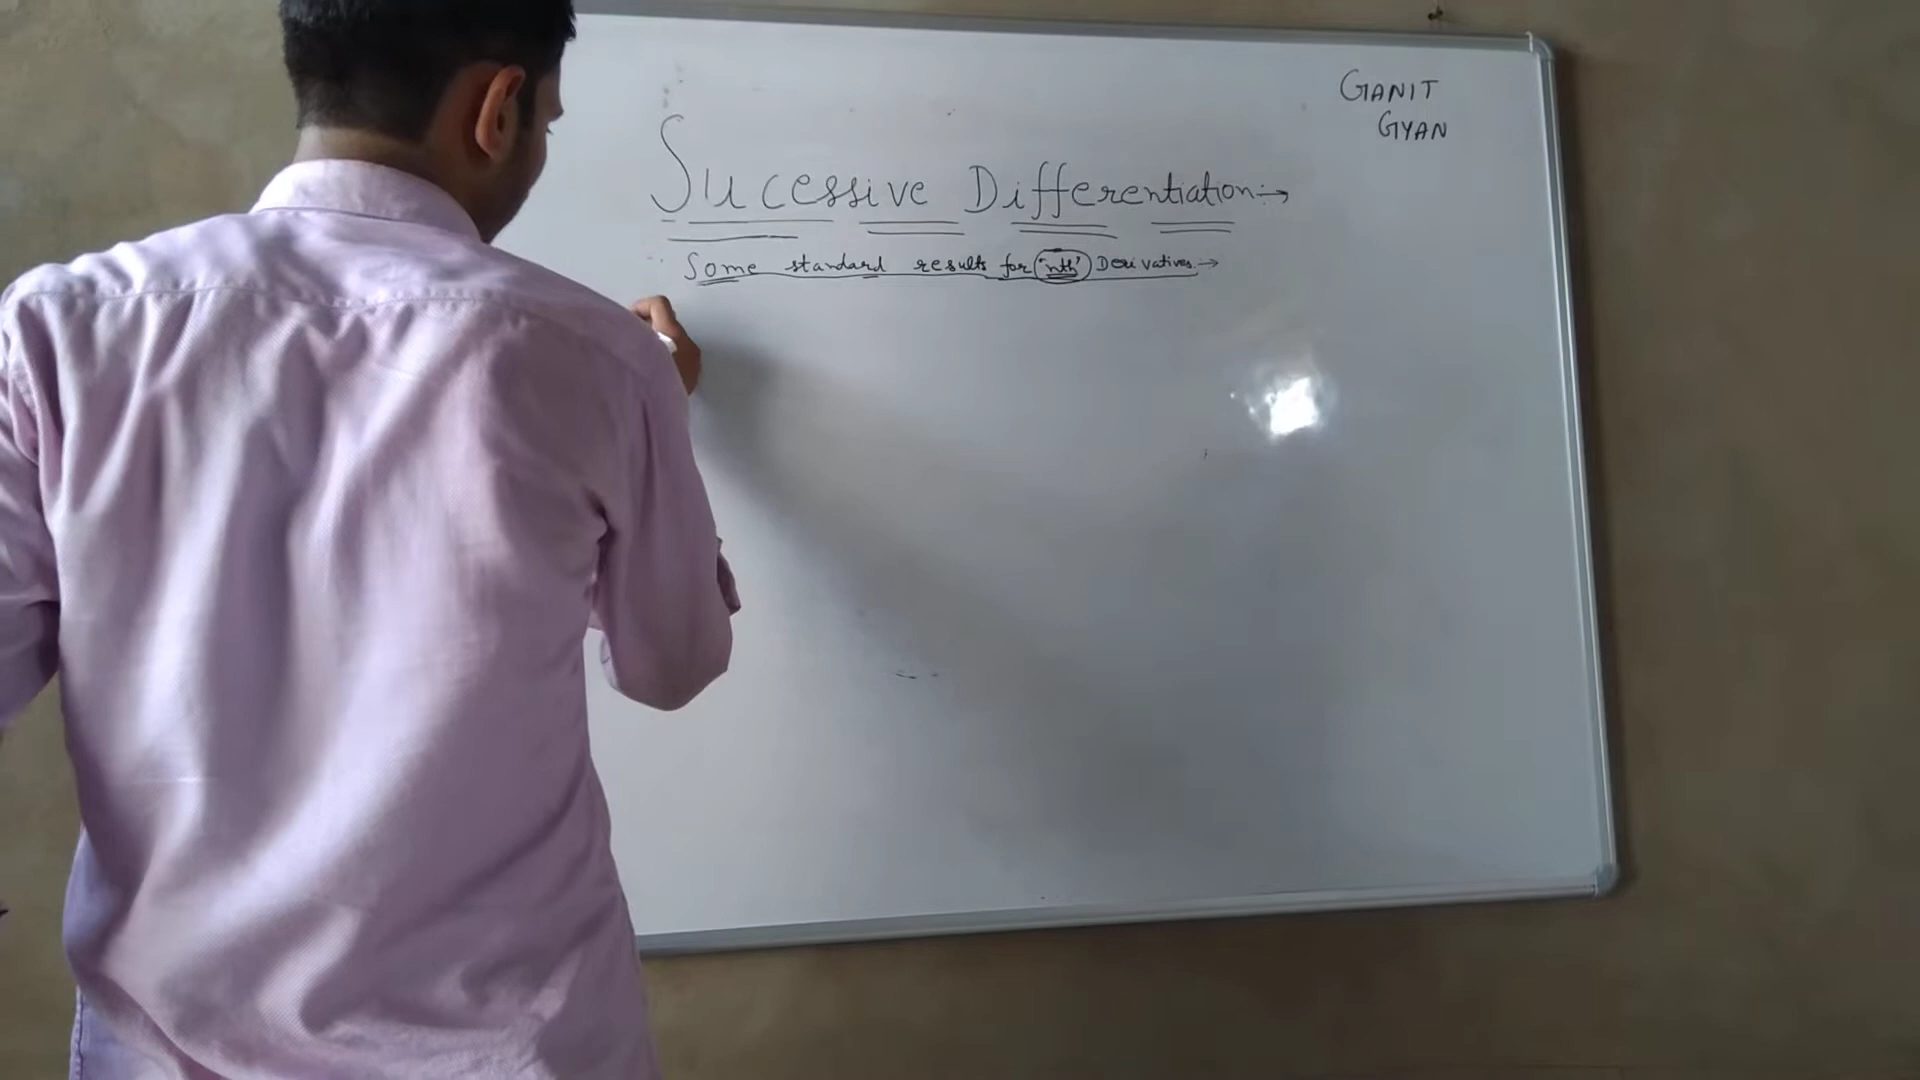 GANIT
GYAN
Sucessive Differentiation:→
Some standard results for 'nth' Derivatives→